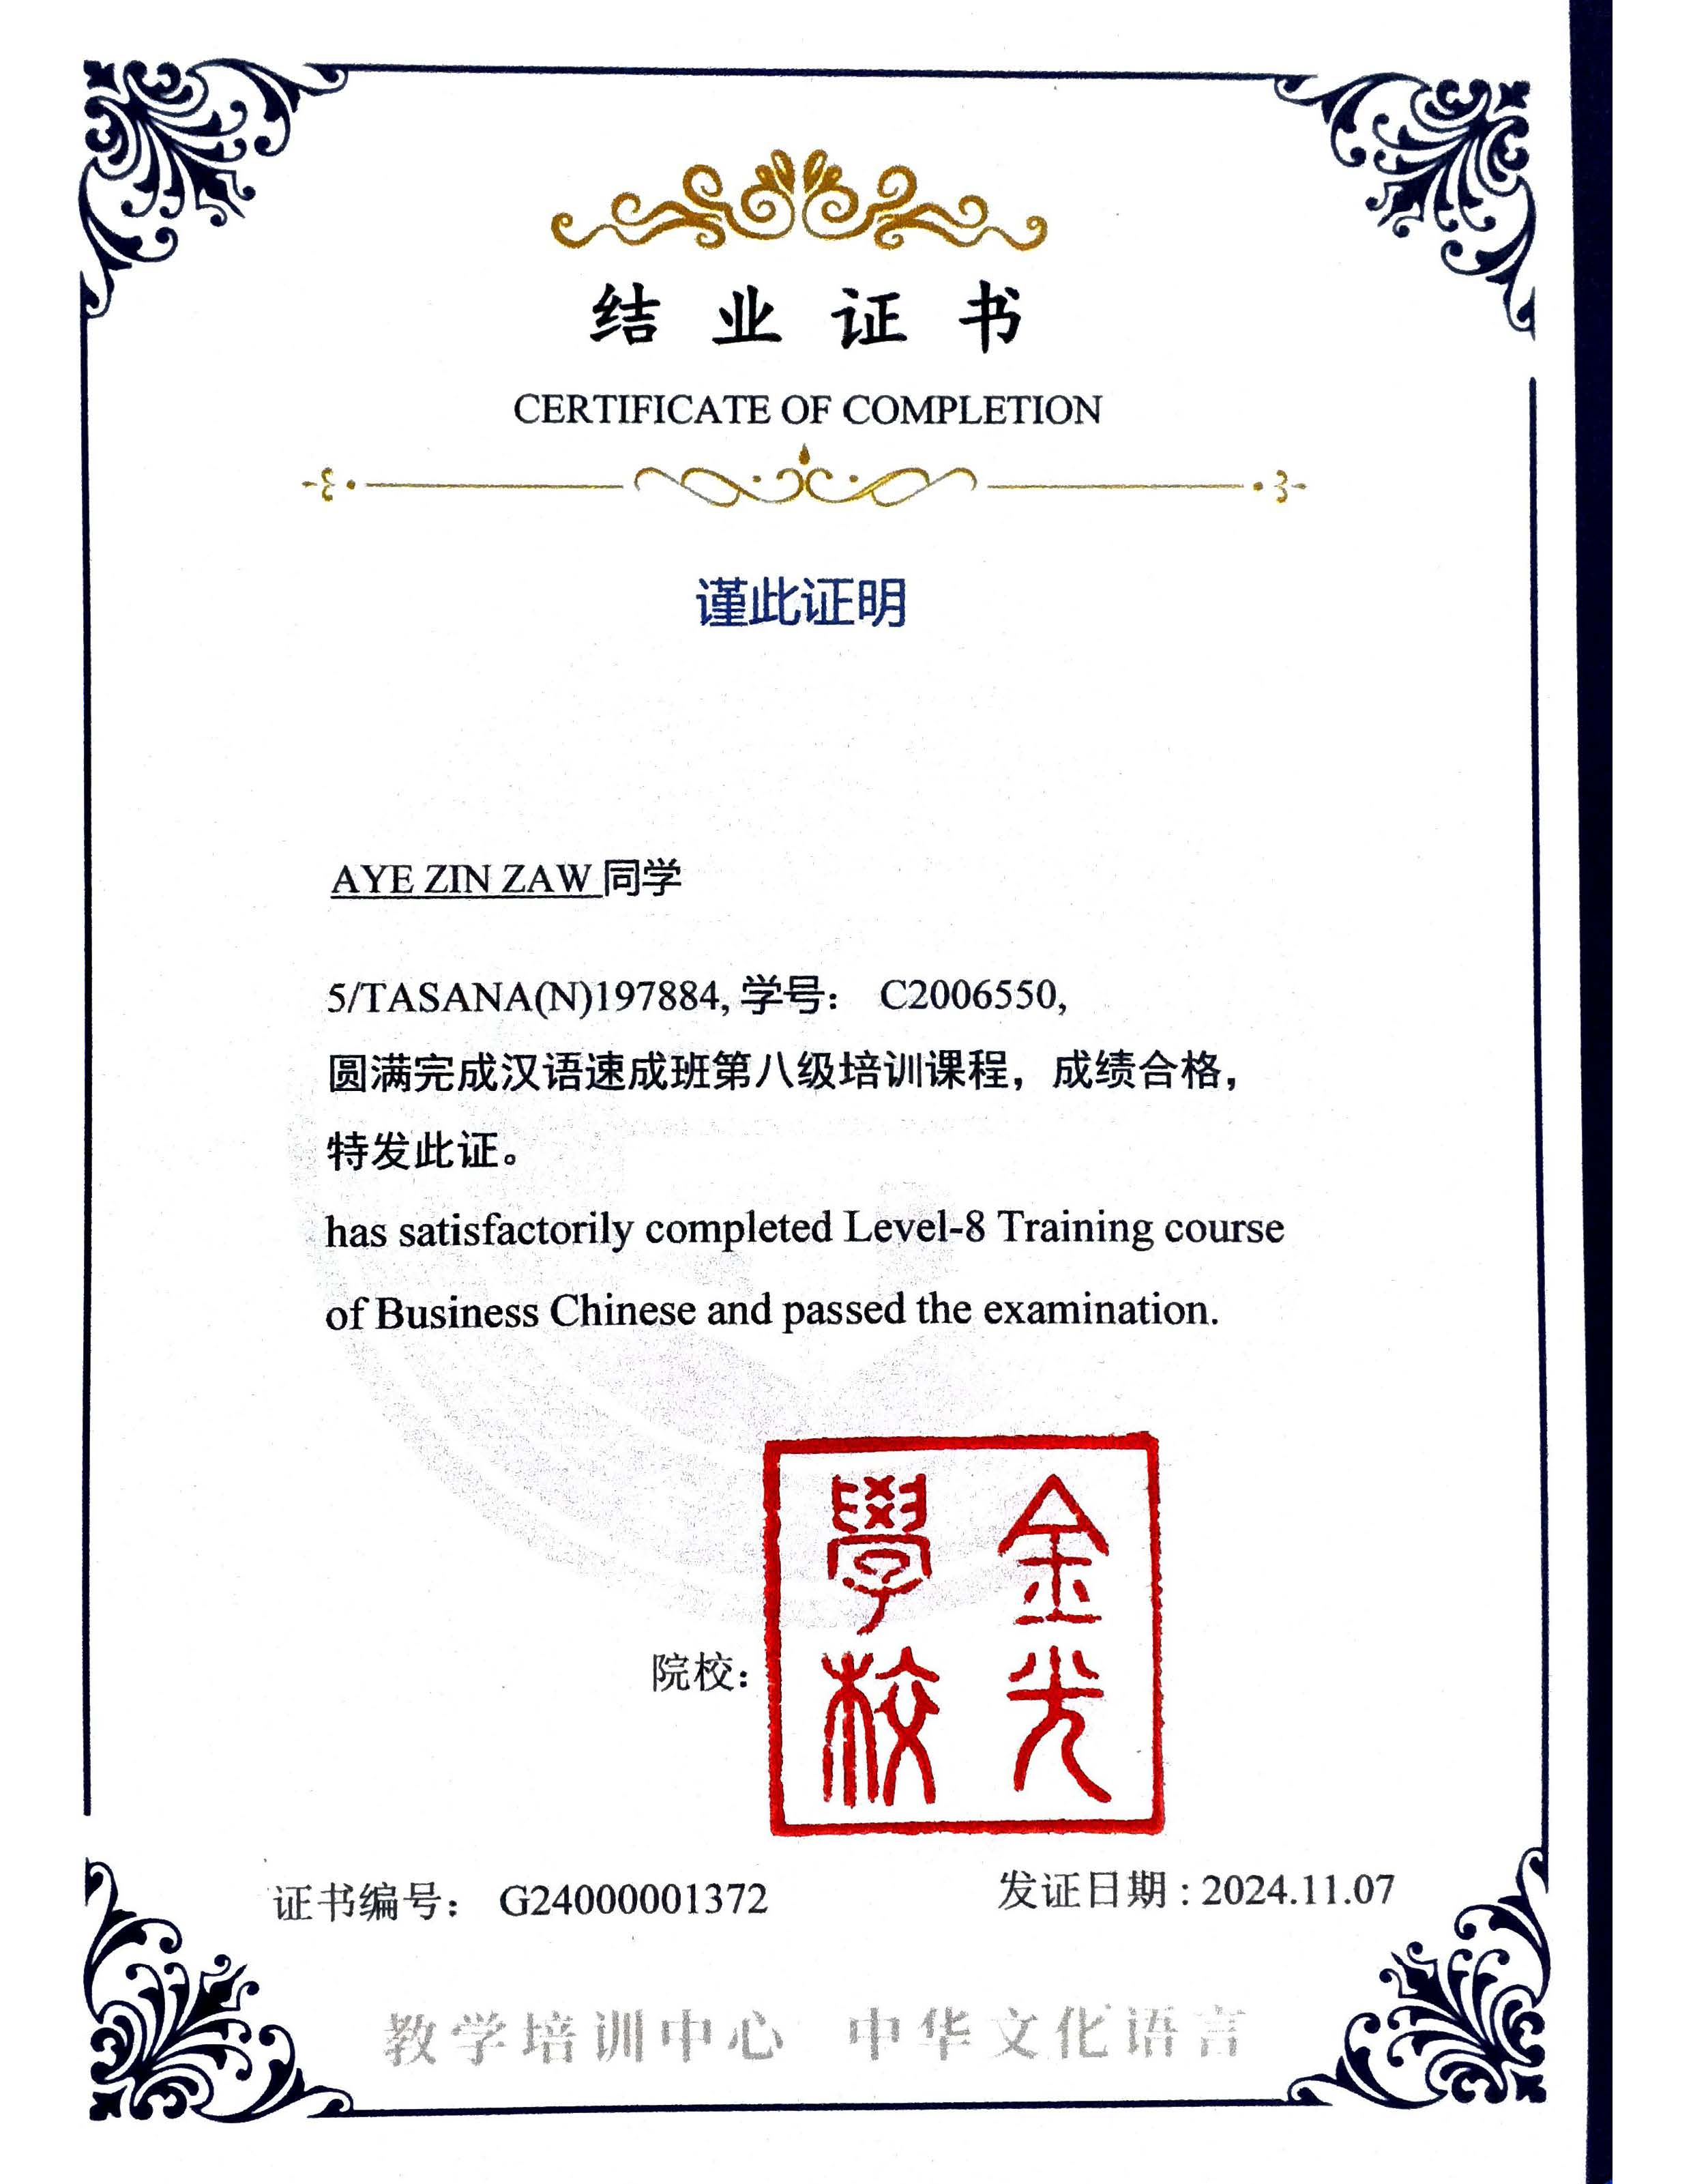 结业证书
CERTIFICATE OF COMPLETION
谨此证明
AYE ZIN ZAW 同学
5/TASANA(N)197884, 学号： C2006550,
圆满完成汉语速成班第八级培训课程，成绩合格，
特发此证。
has satisfactorily completed Level-8 Training course
of Business Chinese and passed the examination.
院校：
金光
學校
证书编号： G24000001372
发证日期 : 2024.11.07
教学培训中心 中华文化语言